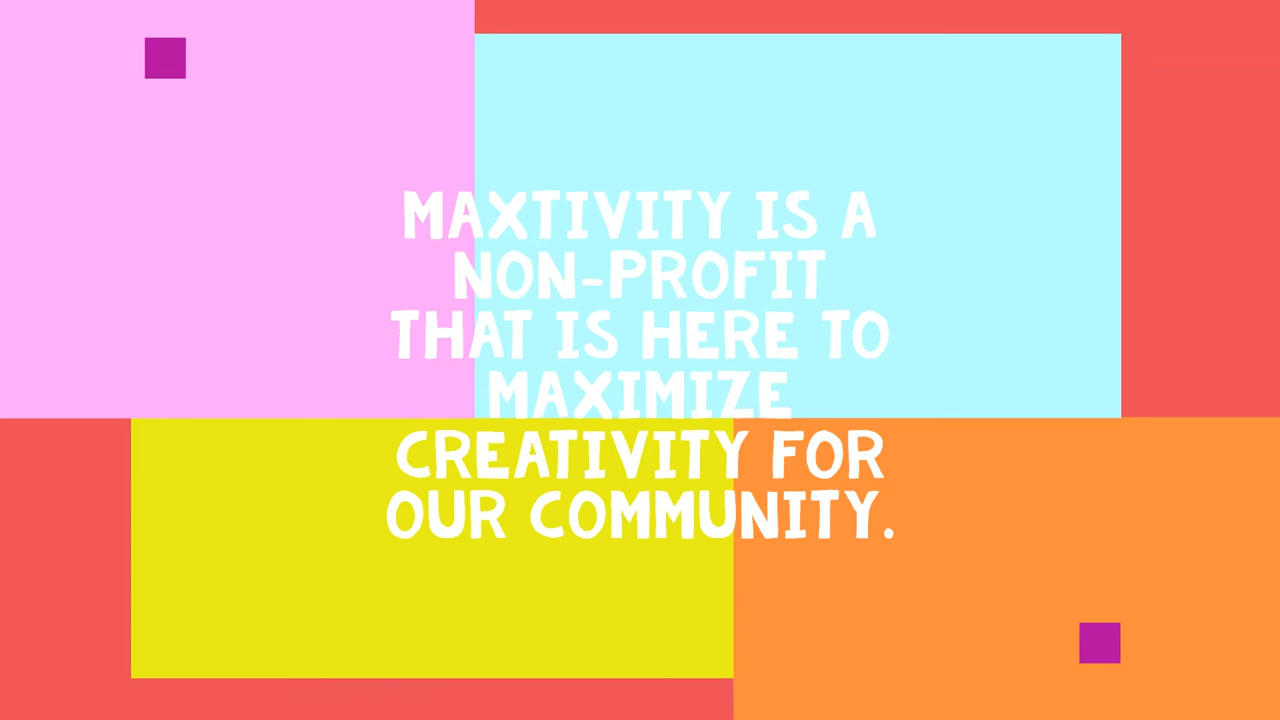 MAXTIVITY IS A
NON-PROFIT
THAT IS HERE TO
MAXIMIZE
CREATIVITY FOR
OUR COMMUNITY.